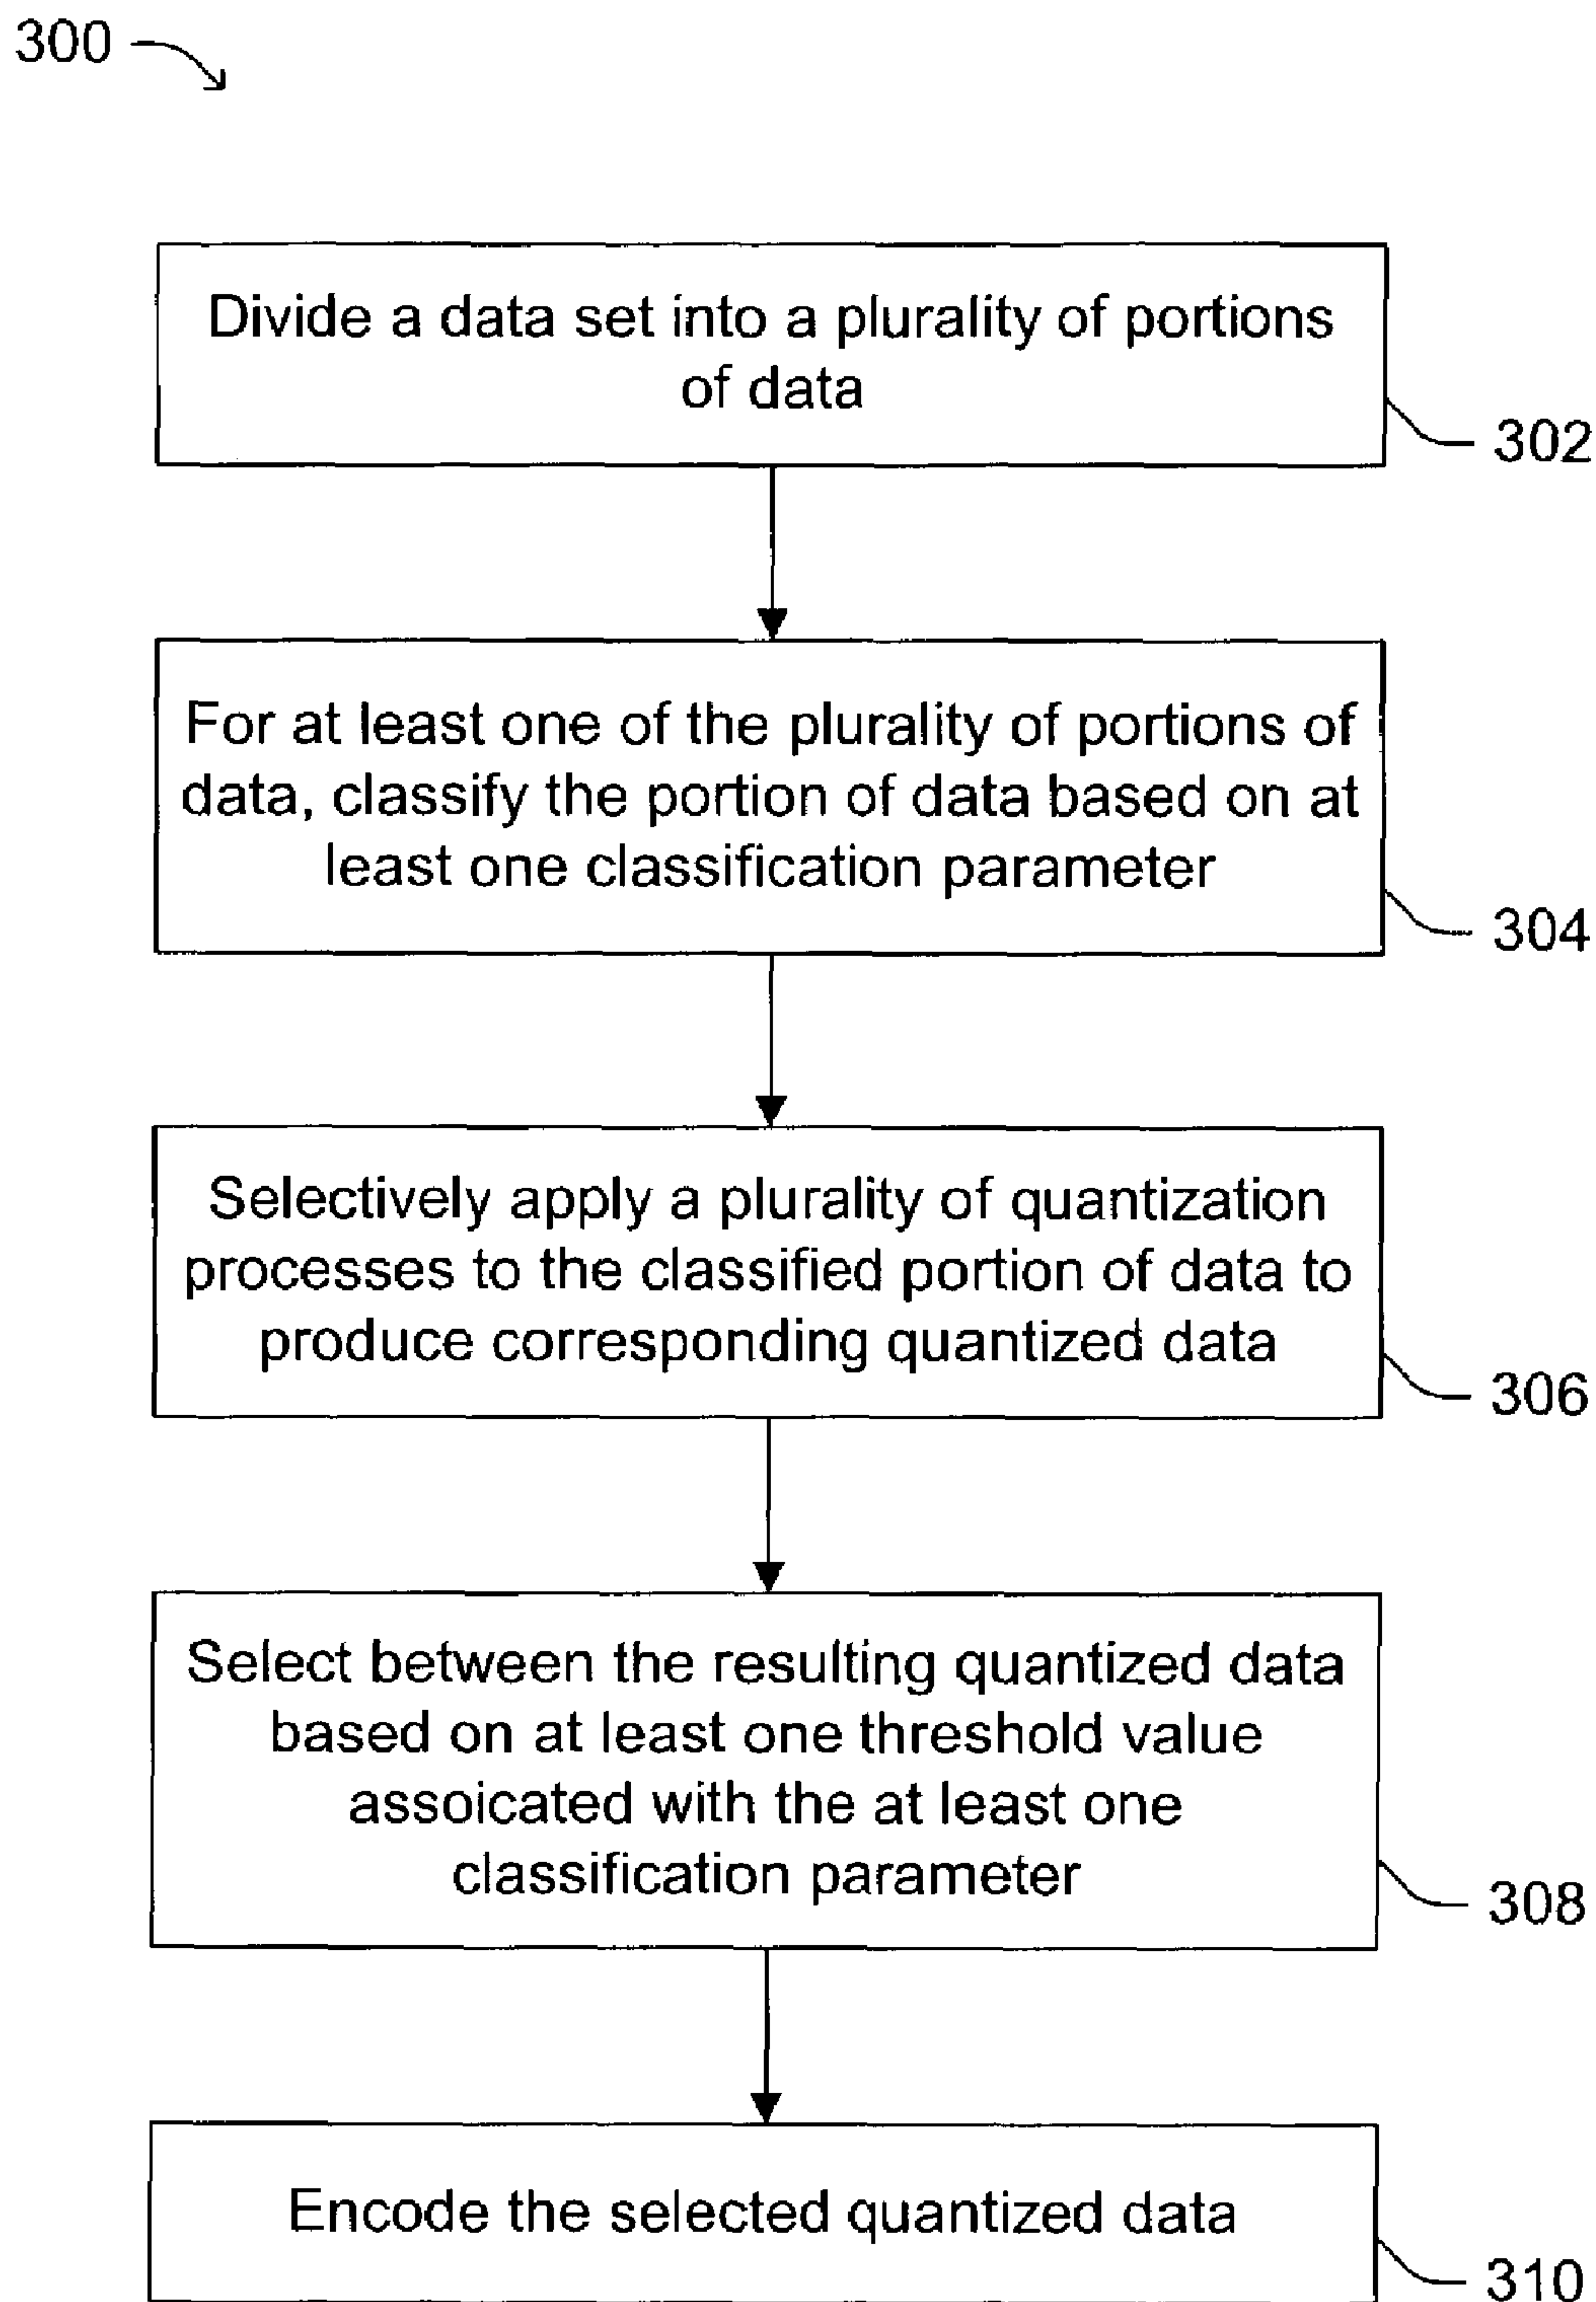 300
Divide a data set into a plurality of portions
of data
302
For at least one of the plurality of portions of
data, classify the portion of data based on at
least one classification parameter
304
Selectively apply a plurality of quantization
processes to the classified portion of data to
produce corresponding quantized data
306
Select between the resulting quantized data
based on at least one threshold value
assoicated with the at least one
classification parameter
308
Encode the selected quantized data
310